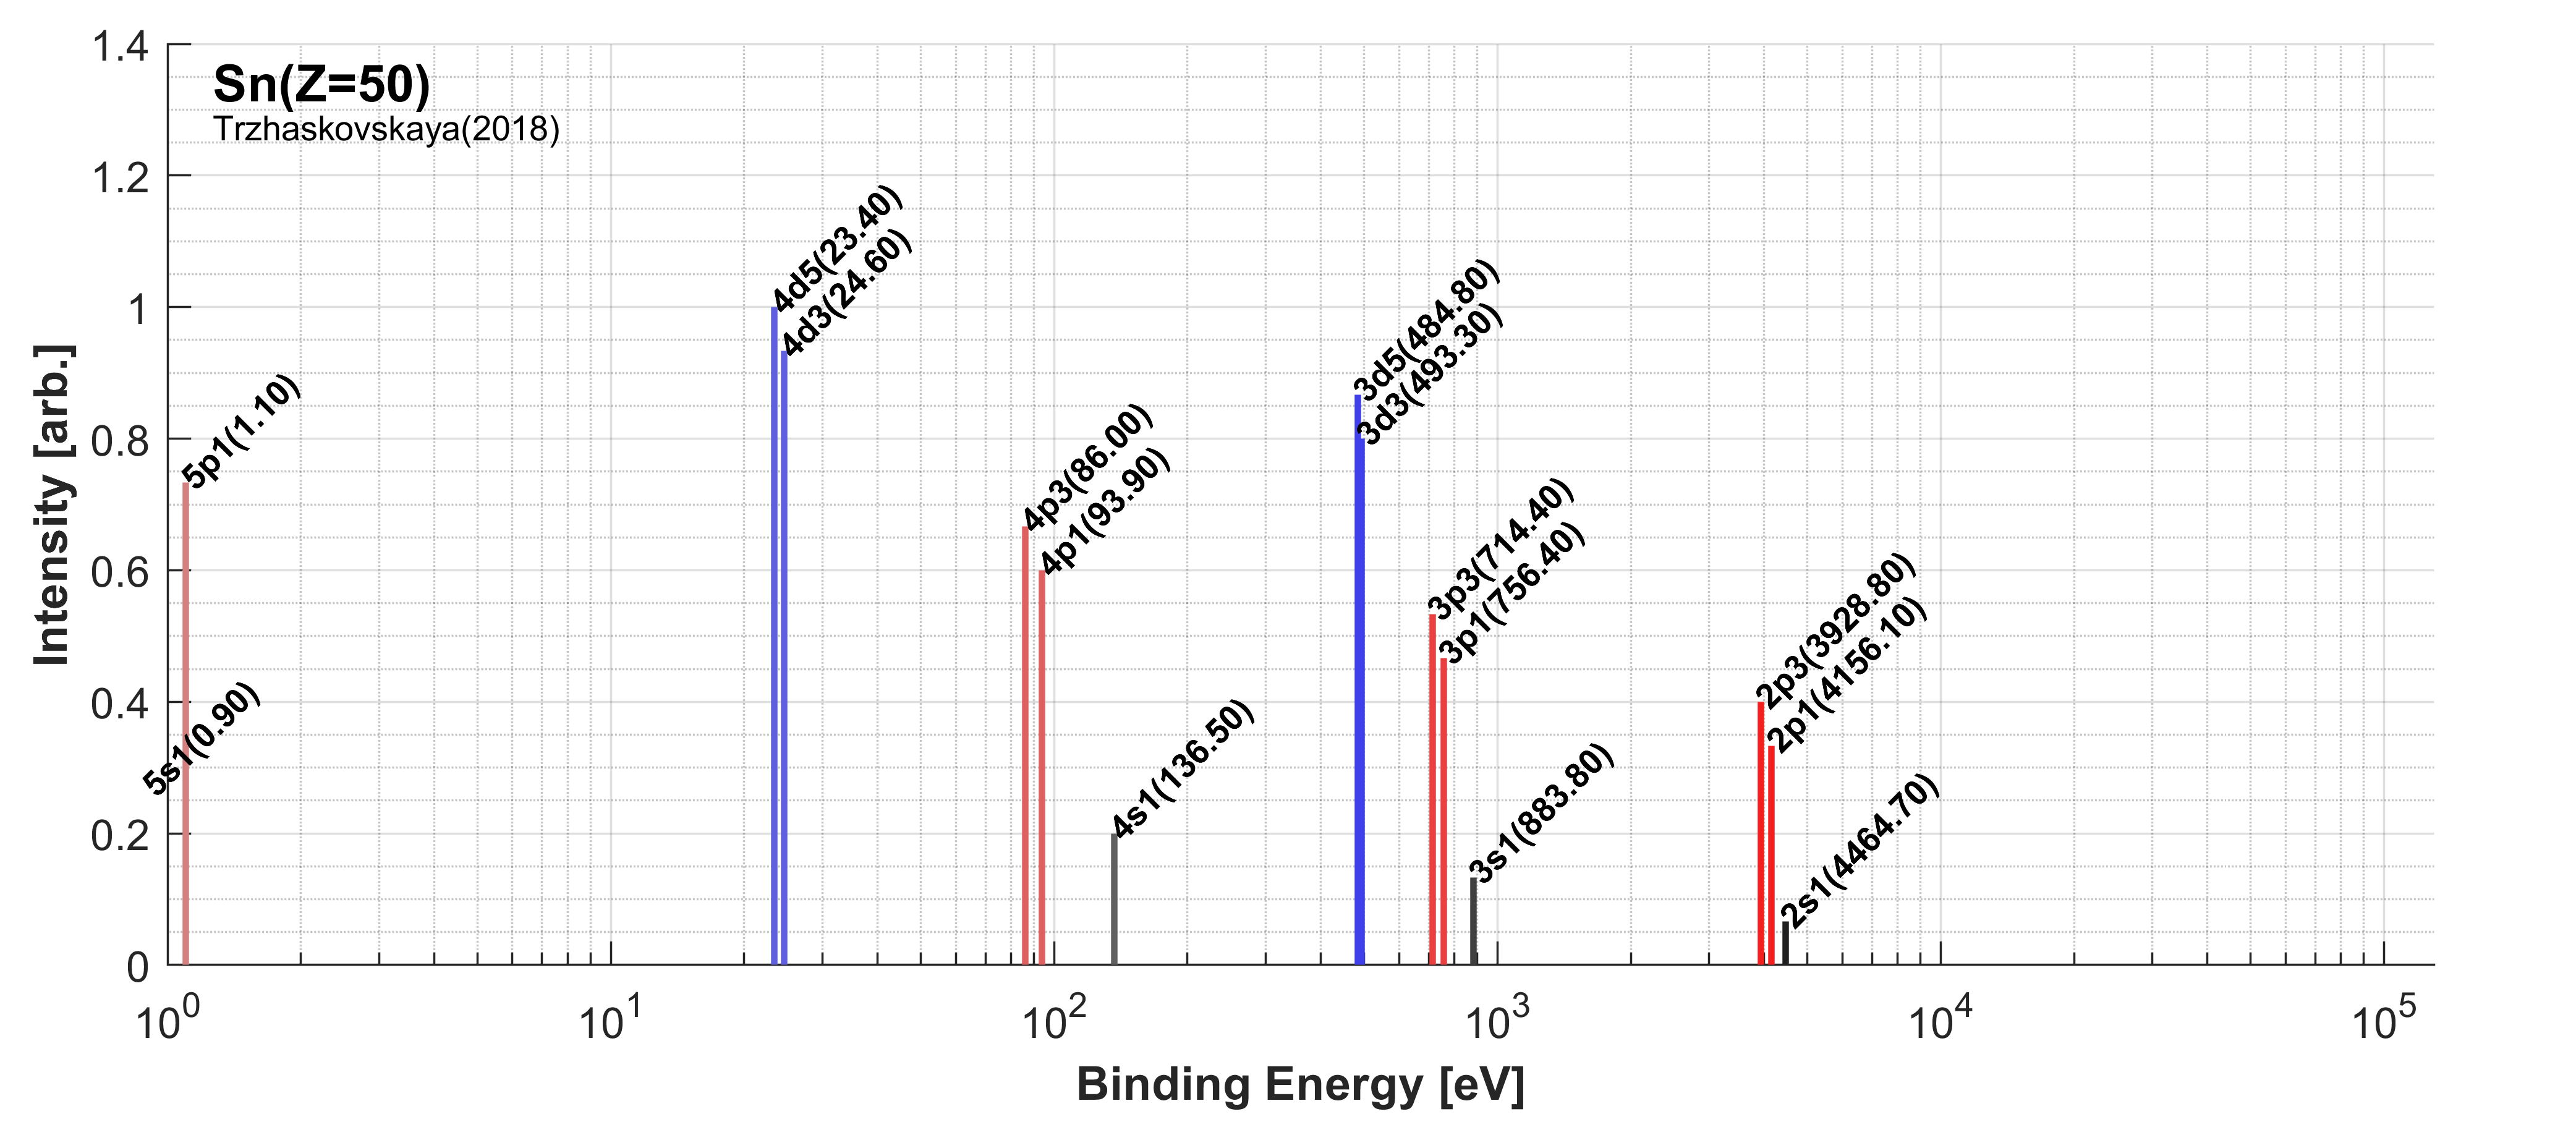 Sn(Z=50)
Trzhaskovskaya(2018)
Intensity [arb.]
1.4
1.2
1
0.8
0.6
0.4
0.2
0
5p1(1.10)
5s1(0.90)
4d5(23.40)
4d3(24.60)
4p3(86.00)
4p1(93.90)
4s1(136.50)
3d5(484.80)
3d3(493.30)
3p3(714.40)
3p1(756.40)
3s1(883.80)
2p3(3928.80)
2p1(4156.10)
2s1(4464.70)
10^0 10^1 10^2 10^3 10^4 10^5
Binding Energy [eV]